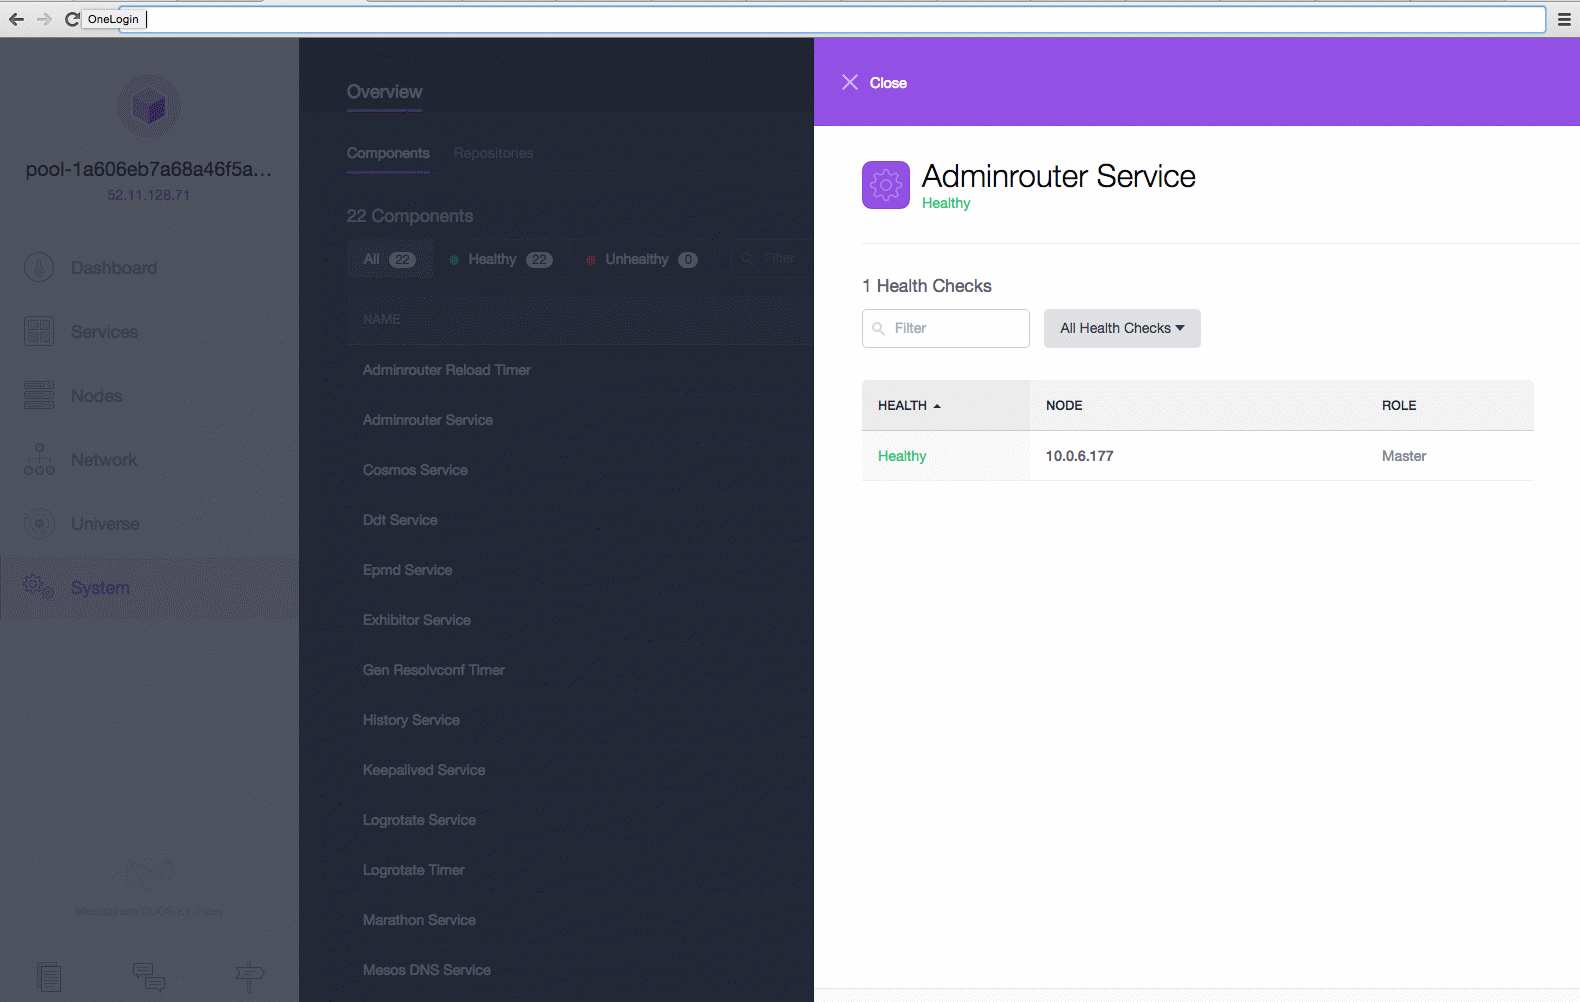 OneLogin
pool-1a606eb7a68a46f5a...
52.11.128.71
Dashboard
Services
Nodes
Network
Universe
System
Mesosphere DCOS v.1.7-dev
Overview
Components Repositories
22 Components
All 22 Healthy 22 Unhealthy 0 Filter
NAME
Adminrouter Reload Timer
Adminrouter Service
Cosmos Service
Ddt Service
Epmd Service
Exhibitor Service
Gen Resolvconf Timer
History Service
Keepalived Service
Logrotate Service
Logrotate Timer
Marathon Service
Mesos DNS Service
Close
Adminrouter Service
Healthy
1 Health Checks
Filter All Health Checks
HEALTH NODE ROLE
Healthy 10.0.6.177 Master